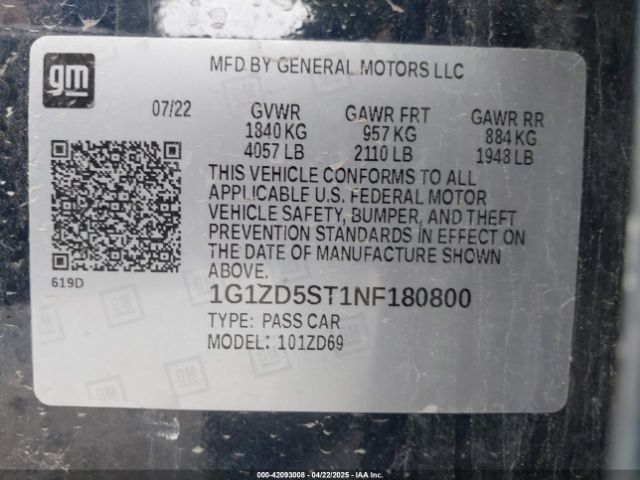 gm
MFD BY GENERAL MOTORS LLC
07/22 GVWR GAWR FRT GAWR RR
1840 KG 957 KG 884 KG
4057 LB 2110 LB 1948 LB
THIS VEHICLE CONFORMS TO ALL
APPLICABLE U.S. FEDERAL MOTOR
VEHICLE SAFETY, BUMPER, AND THEFT
PREVENTION STANDARDS IN EFFECT ON
THE DATE OF MANUFACTURE SHOWN
ABOVE.
619D
1G1ZD5ST1NF180800
TYPE: PASS CAR
MODEL: 101ZD69
000-42093008 - 04/22/2025 - IAA Inc.